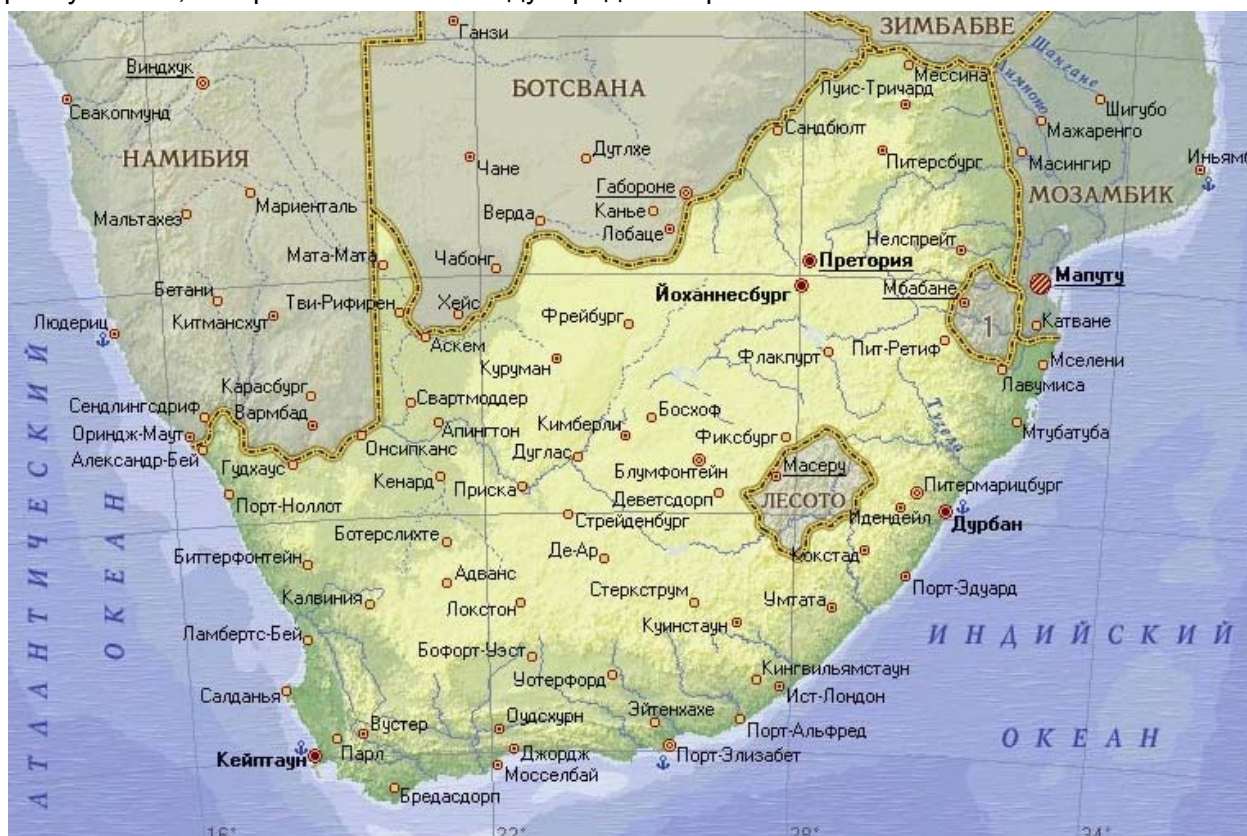 ЗИМБАБВЕ
Ганзи
Шангане
Виндхук
Мессина
Лимпопо
БОТСВАНА
Луис-Тричард
Свакопмунд
Шигубо
Сандбюлт
Мажаренго
НАМИБИЯ
Дутлхе
Питерсбург
Масингир
Чане
Габороне
МОЗАМБИК
Мариенталь
Канье
Мальтахез
Верда
Лобаце
Нелспрейт
Мата-Мата
Чабонг
Претория
Мапуту
Бетани
Йоханнесбург
Мбабане
Тви-Рифирен
Хейс
Людериц
Китмансхут
Фрейбург
1
Катване
Аскем
Флакпурт
Пит-Ретиф
Куруман
Мселени
Карасбург
Лавумиса
Сендлингсдриф
Свартмоддер
Вармбад
Босхоф
Тугела
Ориндж-Маут
Апингтон
Кимберли
Фиксбург
Мтубатуба
Александр-Бей
Онсипканс
Дуглас
Гудхаус
Блумфонтейн
Масеру
Кенард
Приска
Деветсдорп
ЛЕСОТО
Питермарицбург
Порт-Ноллот
Идендейл
Дурбан
Стрейденбург
Ботерслихте
Биттерфонтейн
Де-Ар
Кокстад
Адванс
Порт-Эдуард
Калвиния
Локстон
Стеркструм
Умтата
Ламбертс-Бей
Куинстаун
ИНДИЙСКИЙ
Бофорт-Уэст
Уотерфорд
Кингвильямстаун
Салданья
Ист-Лондон
Вустер
Оудсхурн
Эйтенхахе
Порт-Альфред
ОКЕАН
Кейптаун
Парл
Джордж
Порт-Элизабет
Мосселбай
Бредасдорп
АТЛАНТИЧЕСКИЙ
ОКЕАН
22°
28°
34°